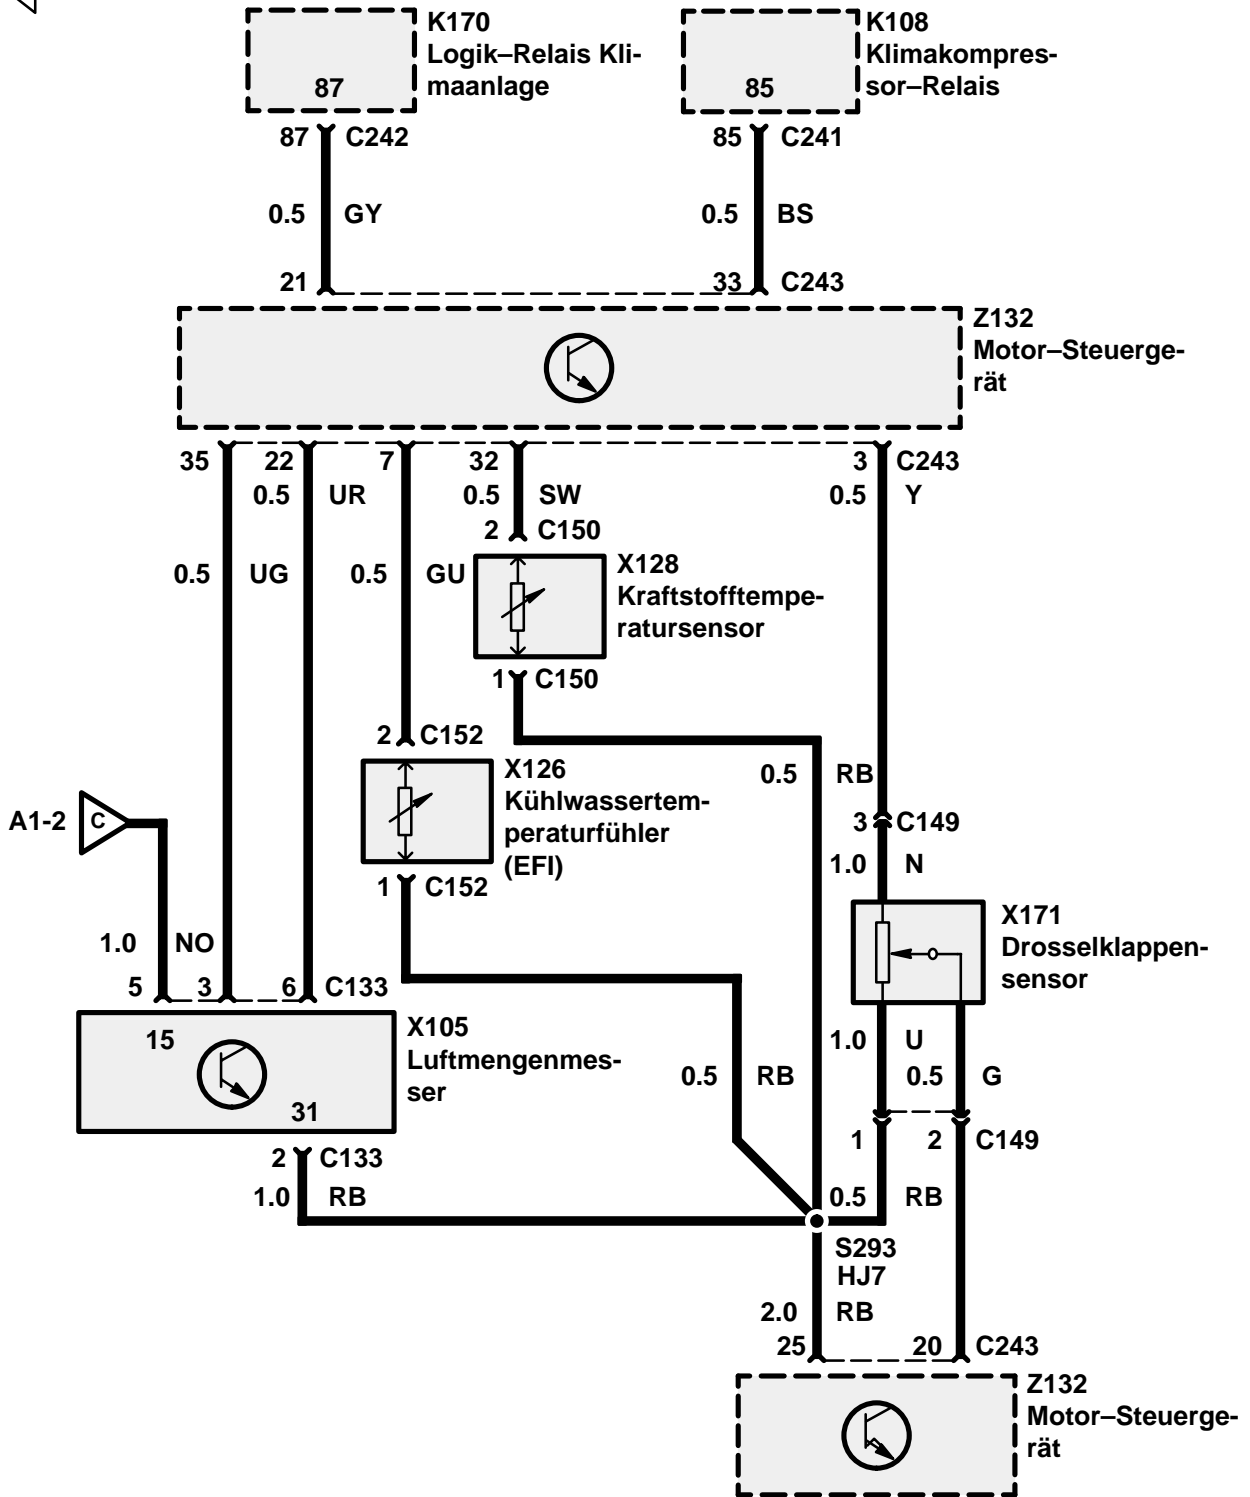 K170
Logik–Relais Kli-
maanlage
87
K108
Klimakompres-
sor–Relais
85
87 C242
85 C241
0.5 GY
0.5 BS
21
33 C243
Z132
Motor–Steuerge-
rät
35 22 7 32 3 C243
0.5 UR 0.5 SW 0.5 Y
2 C150
0.5 UG 0.5 GU
X128
Kraftstofftempe-
ratursensor
1 C150
2 C152
X126
Kühlwassertem-
peraturfühler
(EFI)
0.5 RB
A1-2 C
3 C149
1.0 N
1 C152
X171
Drosselklappen-
sensor
1.0 NO
5 3 6 C133
X105
Luftmengenmes-
ser
15
31
1.0 U
0.5 RB
0.5 G
1 2 C149
2 C133
1.0 RB
0.5 RB
S293
HJ7
2.0 RB
25 20 C243
Z132
Motor–Steuerge-
rät